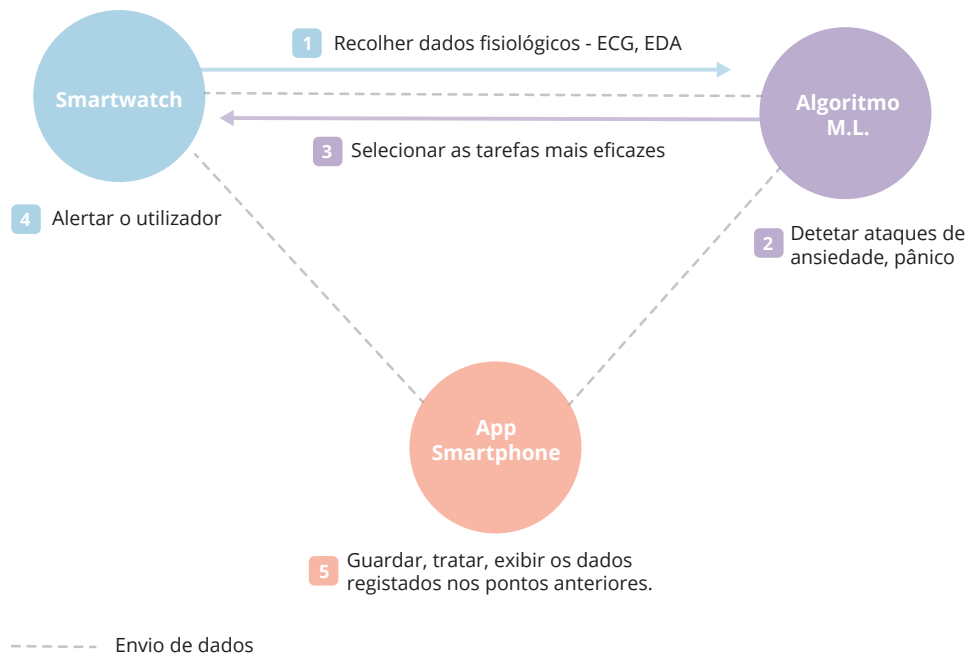 1 Recolher dados fisiológicos - ECG, EDA
Smartwatch
Algoritmo
M.L.
3 Selecionar as tarefas mais eficazes
4 Alertar o utilizador
2 Detetar ataques de
ansiedade, pânico
App
Smartphone
5 Guardar, tratar, exibir os dados
registados nos pontos anteriores.
Envio de dados